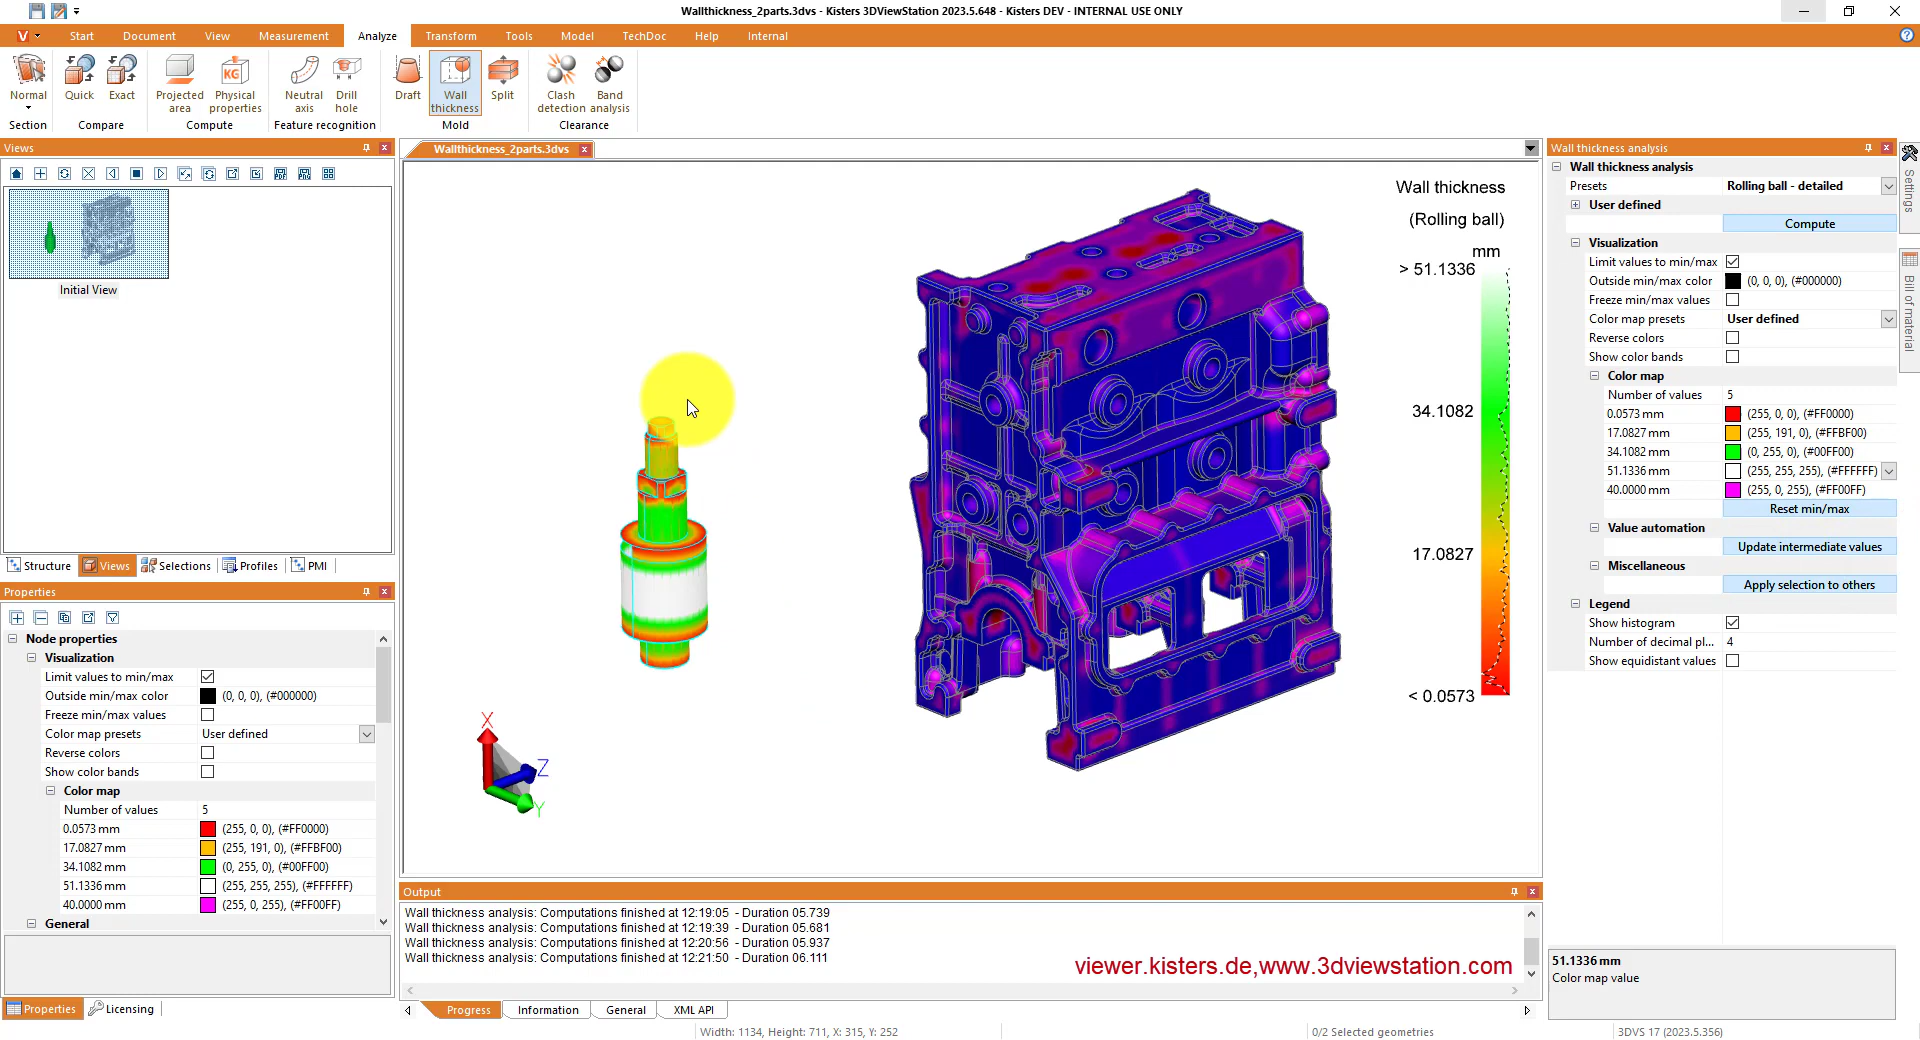 Wallthickness_2parts.3dvs - Kisters 3DViewStation 2023.5.648 - Kisters DEV - INTERNAL USE ONLY
V Start Document View Measurement Analyze Transform Tools Model TechDoc Help Internal
Normal Quick Exact Projected area KG Physical properties Neutral axis Drill hole Draft Wall thickness Split Clash detection Band analysis
Section Compare Compute Feature recognition Mold Clearance
Views
Initial View
Structure Views Selections Profiles PMI
Properties
Node properties
Visualization
Limit values to min/max
Outside min/max color (0, 0, 0), (#000000)
Freeze min/max values
Color map presets User defined
Reverse colors
Show color bands
Color map
Number of values 5
0.0573 mm (255, 0, 0), (#FF0000)
17.0827 mm (255, 191, 0), (#FFBF00)
34.1082 mm (0, 255, 0), (#00FF00)
51.1336 mm (255, 255, 255), (#FFFFFF)
40.0000 mm (255, 0, 255), (#FF00FF)
General
Properties Licensing
Wallthickness_2parts.3dvs
Wall thickness
(Rolling ball)
mm
> 51.1336
34.1082
17.0827
< 0.0573
X
Z
Y
Output
Wall thickness analysis: Computations finished at 12:19:05 - Duration 05.739
Wall thickness analysis: Computations finished at 12:19:39 - Duration 05.681
Wall thickness analysis: Computations finished at 12:20:56 - Duration 05.937
Wall thickness analysis: Computations finished at 12:21:50 - Duration 06.111
viewer.kisters.de,www.3dviewstation.com
Progress Information General XML API
Wall thickness analysis
Wall thickness analysis
Presets Rolling ball - detailed
User defined
Compute
Visualization
Limit values to min/max
Outside min/max color (0, 0, 0), (#000000)
Freeze min/max values
Color map presets User defined
Reverse colors
Show color bands
Color map
Number of values 5
0.0573 mm (255, 0, 0), (#FF0000)
17.0827 mm (255, 191, 0), (#FFBF00)
34.1082 mm (0, 255, 0), (#00FF00)
51.1336 mm (255, 255, 255), (#FFFFFF)
40.0000 mm (255, 0, 255), (#FF00FF)
Reset min/max
Value automation
Update intermediate values
Miscellaneous
Apply selection to others
Legend
Show histogram
Number of decimal pl... 4
Show equidistant values
51.1336 mm
Color map value
Settings
Bill of material
Width: 1134, Height: 711, X: 315, Y: 252 0/2 Selected geometries 3DVS 17 (2023.5.356)